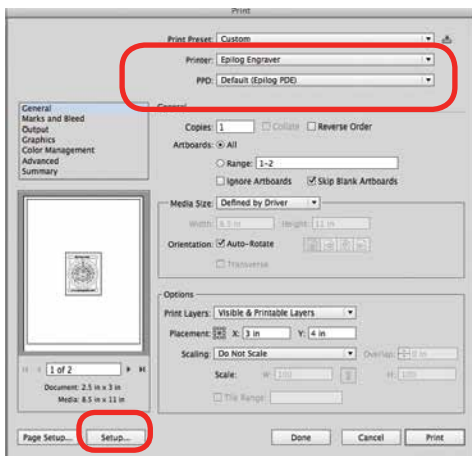 Print
Print Preset: Custom
Printer: Epilog Engraver
PPD: Default (Epilog PDE)
General
Marks and Bleed
Output
Graphics
Color Management
Advanced
Summary
General
Copies: 1 Collate Reverse Order
Artboards: All
Range: 1-2
Ignore Artboards Skip Blank Artboards
Media Size: Defined by Driver
Width: 8.5 in Height: 11 in
Orientation: Auto-Rotate
Transverse
Options
Print Layers: Visible & Printable Layers
Placement: X: 3 in Y: 4 in
Scaling: Do Not Scale Overlap: 0 in
Scale: W: 100 H: 100
Tile Range:
1 of 2
Document: 2.5 in x 3 in
Media: 8.5 in x 11 in
Page Setup... Setup... Done Cancel Print